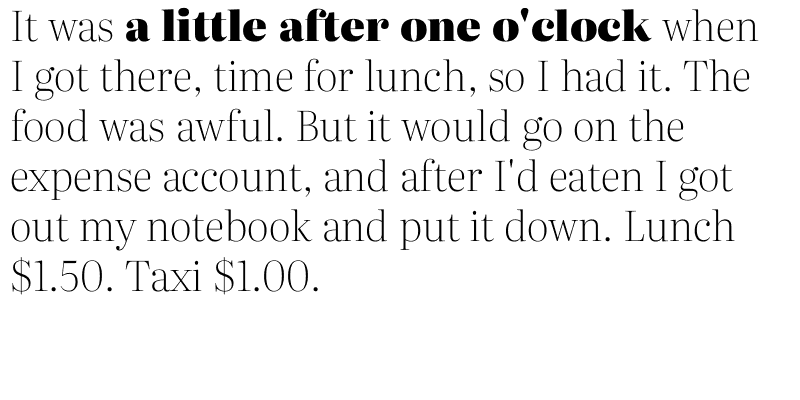 It was a little after one o'clock when
I got there, time for lunch, so I had it. The
food was awful. But it would go on the
expense account, and after I'd eaten I got
out my notebook and put it down. Lunch
$1.50. Taxi $1.00.